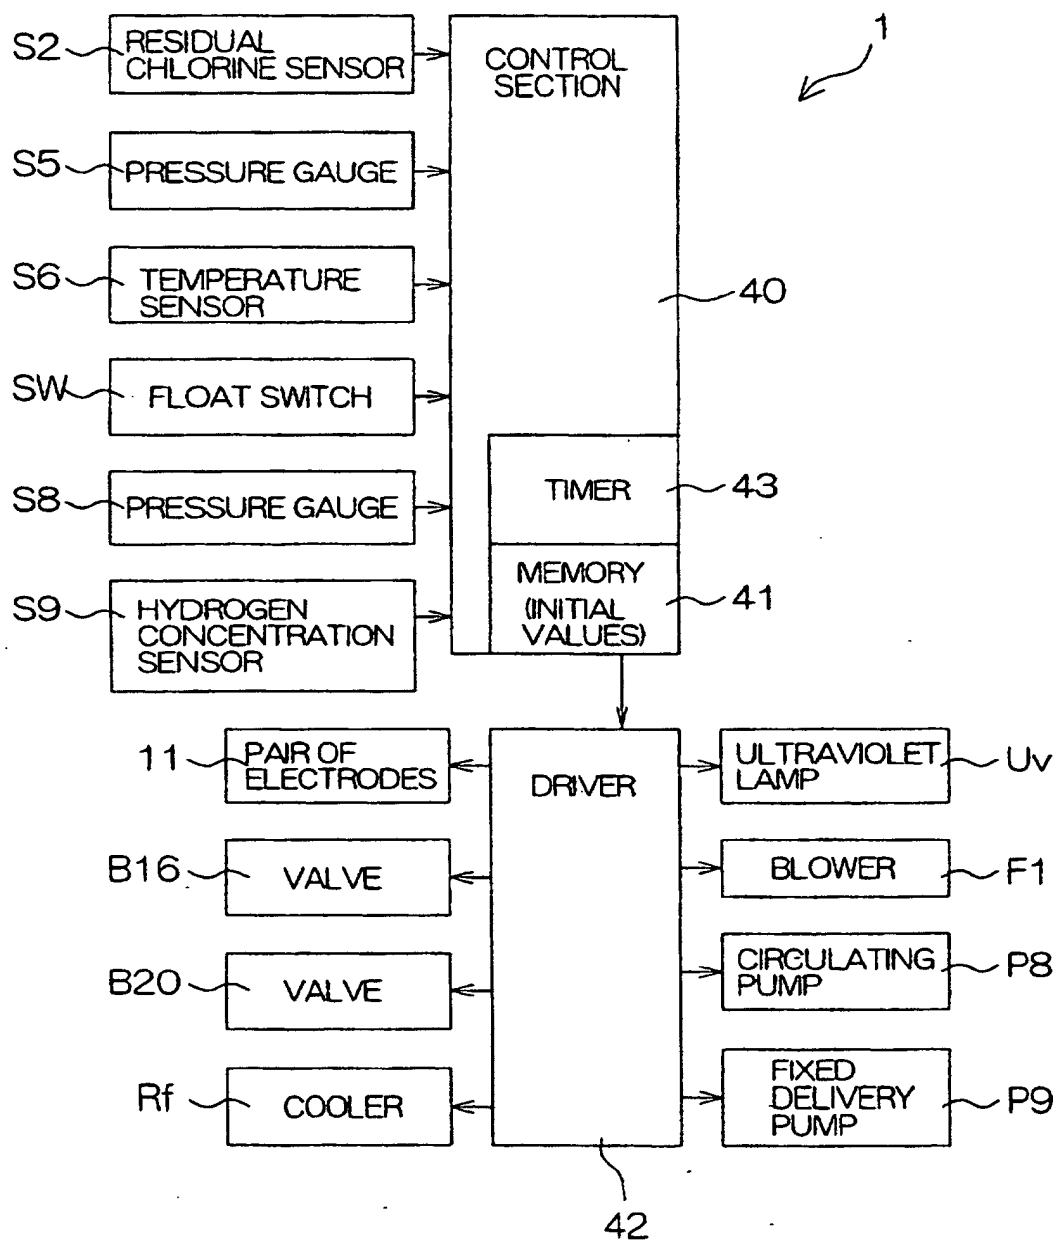 1
S2
RESIDUAL
CHLORINE SENSOR
CONTROL
SECTION
S5
PRESSURE GAUGE
S6
TEMPERATURE
SENSOR
40
SW
FLOAT SWITCH
S8
PRESSURE GAUGE
TIMER
43
S9
HYDROGEN
CONCENTRATION
SENSOR
MEMORY
(INITIAL
VALUES)
41
11
PAIR OF
ELECTRODES
DRIVER
ULTRAVIOLET
LAMP
Uv
B16
VALVE
BLOWER
F1
B20
VALVE
CIRCULATING
PUMP
P8
Rf
COOLER
FIXED
DELIVERY
PUMP
P9
42